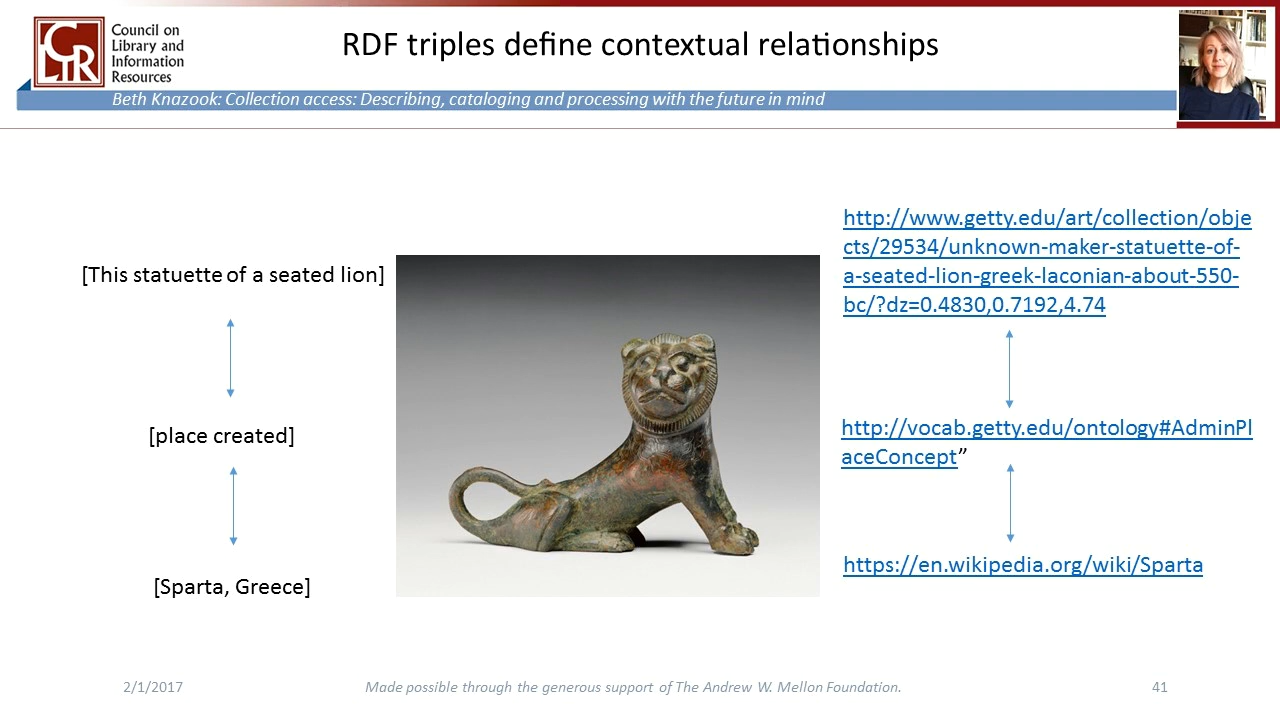 CLIR
Council on
Library and
Information
Resources
RDF triples define contextual relationships
Beth Knazook: Collection access: Describing, cataloging and processing with the future in mind
[This statuette of a seated lion]
[place created]
[Sparta, Greece]
http://www.getty.edu/art/collection/obje
cts/29534/unknown-maker-statuette-of-
a-seated-lion-greek-laconian-about-550-
bc/?dz=0.4830,0.7192,4.74
http://vocab.getty.edu/ontology#AdminPl
aceConcept”
https://en.wikipedia.org/wiki/Sparta
2/1/2017
Made possible through the generous support of The Andrew W. Mellon Foundation.
41